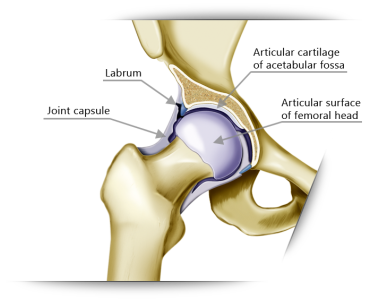 Articular cartilage
of acetabular fossa
Labrum
Articular surface
of femoral head
Joint capsule